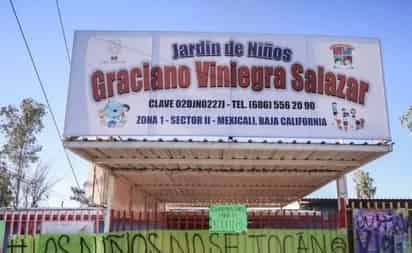 Jardín de Niños
Graciano Viniegra Salazar
CLAVE 02DJN0227J - TEL. (686) 556 20 90
ZONA 1 - SECTOR II - MEXICALI, BAJA CALIFORNIA
#LOS NIÑOS NO SE TOCAN